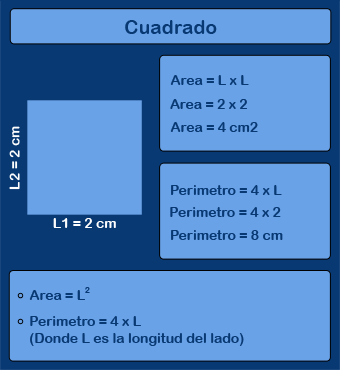 Cuadrado
Area = L x L
Area = 2 x 2
Area = 4 cm2
L2 = 2 cm
L1 = 2 cm
Perimetro = 4 x L
Perimetro = 4 x 2
Perimetro = 8 cm
Area = L²
Perimetro = 4 x L
(Donde L es la longitud del lado)